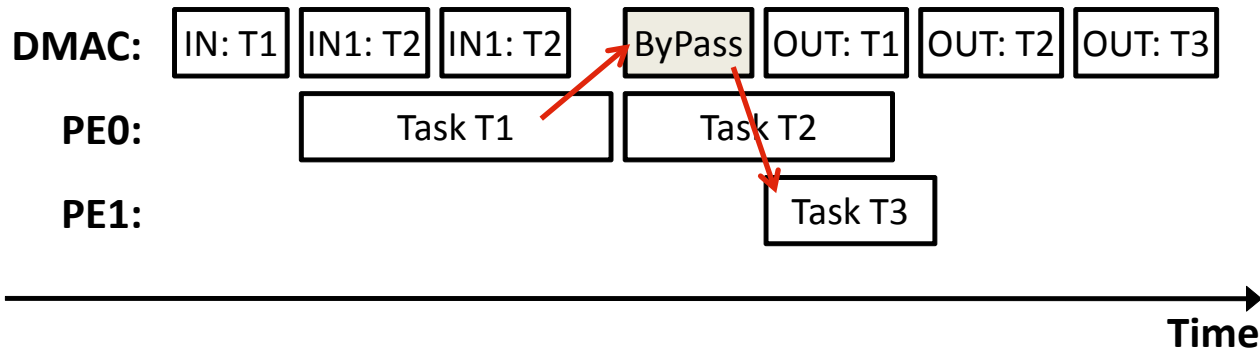 DMAC: IN: T1 IN1: T2 IN1: T2 ByPass OUT: T1 OUT: T2 OUT: T3
PE0: Task T1 Task T2
PE1: Task T3
Time